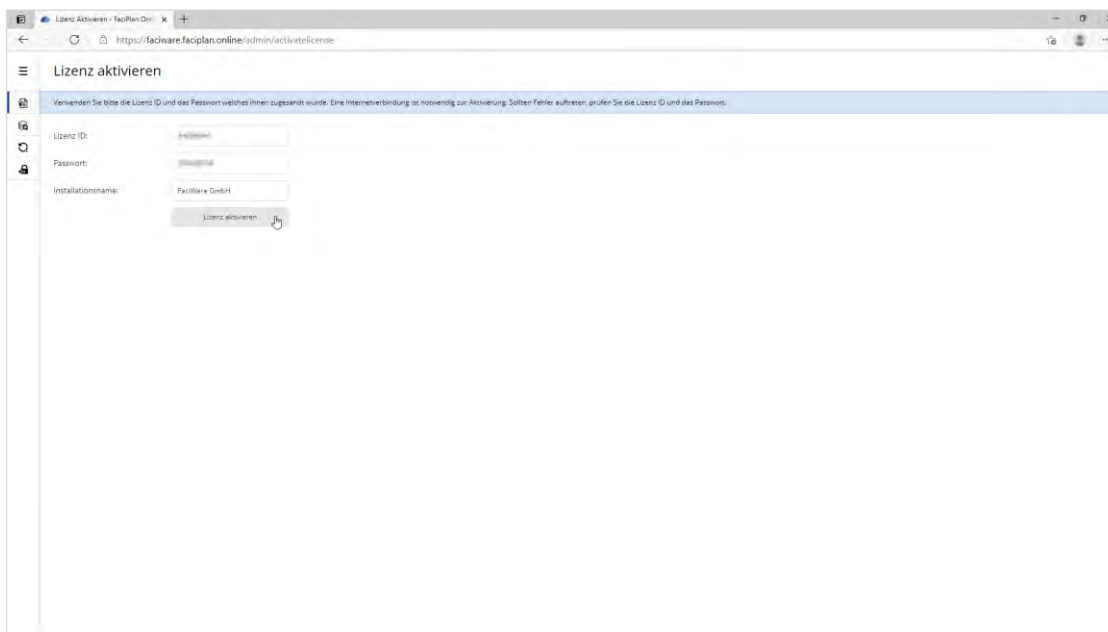 Lizenz Aktivieren - FaciPlan Onl
https://faciware.faciplan.online/admin/activatelicense
Lizenz aktivieren
Verwenden Sie bitte die Lizenz ID und das Passwort welches Ihnen zugesandt wurde. Eine Internetverbindung ist notwendig zur Aktivierung. Sollten Fehler auftreten, prüfen Sie die Lizenz ID und das Passwort.
Lizenz ID:
Passwort:
Installationsname: FaciWare GmbH
Lizenz aktivieren